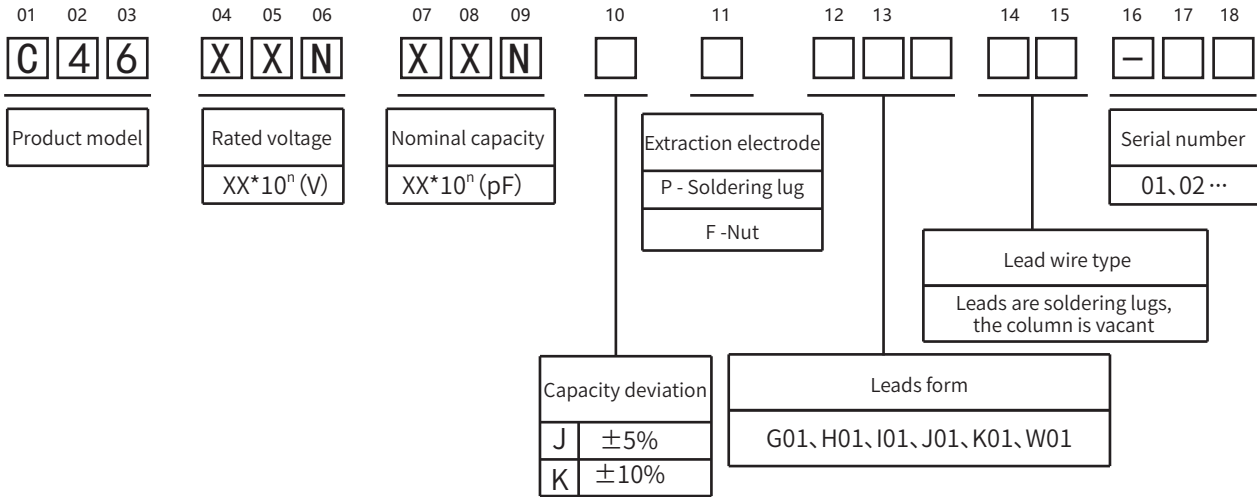 01 02 03 04 05 06 07 08 09 10 11 12 13 14 15 16 17 18
C 4 6 X X N X X N -
Product model
Rated voltage
XX*10ⁿ (V)
Nominal capacity
XX*10ⁿ (pF)
Extraction electrode
P - Soldering lug
F -Nut
Serial number
01、02 ···
Lead wire type
Leads are soldering lugs,
the column is vacant
Capacity deviation
J ±5%
K ±10%
Leads form
G01、H01、I01、J01、K01、W01